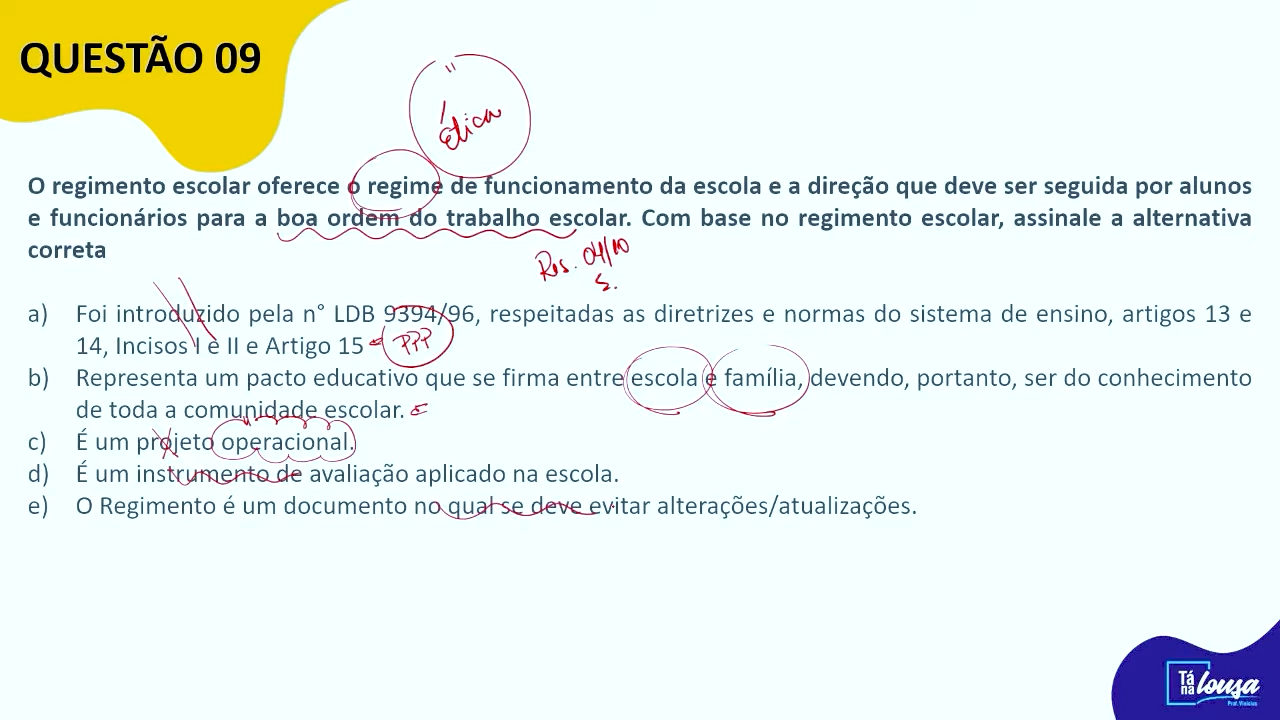 QUESTÃO 09
"
ética
O regimento escolar oferece o regime de funcionamento da escola e a direção que deve ser seguida por alunos
e funcionários para a boa ordem do trabalho escolar. Com base no regimento escolar, assinale a alternativa
correta
Res. 04/10
a) Foi introduzido pela n° LDB 9394/96, respeitadas as diretrizes e normas do sistema de ensino, artigos 13 e
14, Incisos I e II e Artigo 15
PPP
b) Representa um pacto educativo que se firma entre escola e família, devendo, portanto, ser do conhecimento
de toda a comunidade escolar.
c) É um projeto operacional.
d) É um instrumento de avaliação aplicado na escola.
e) O Regimento é um documento no qual se deve evitar alterações/atualizações.
Tá
na lousa
Prof. Vinícius